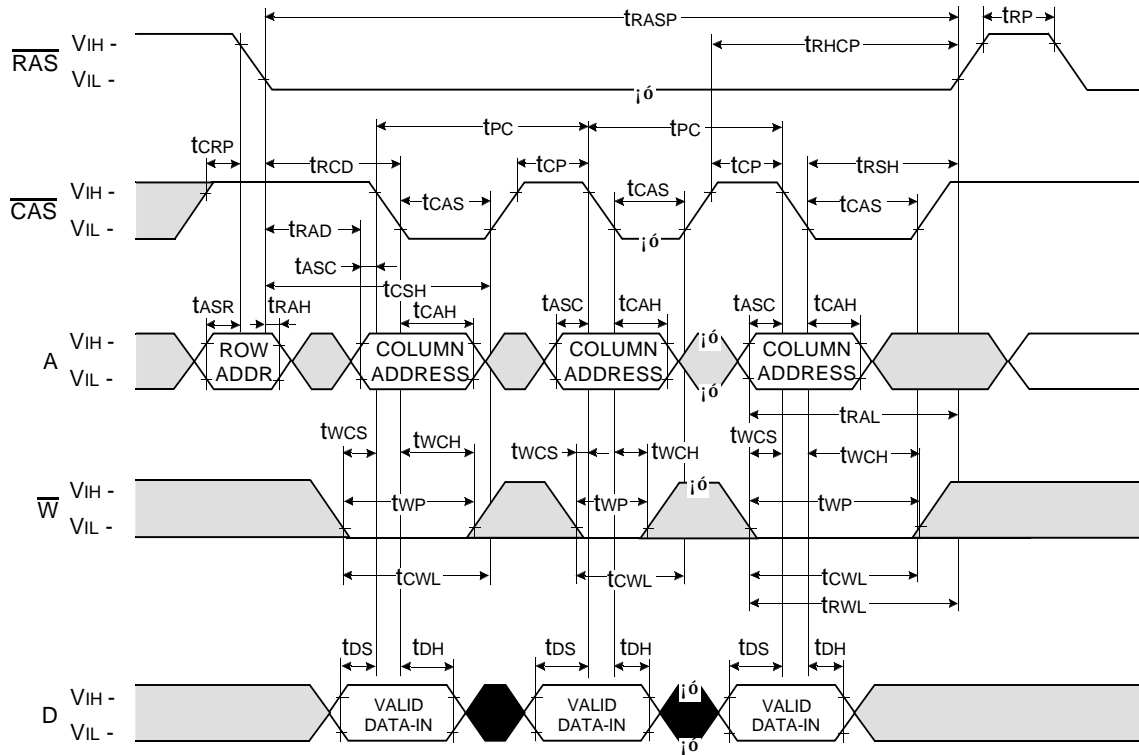 tRASP
tRP
VIH -
tRHCP
RAS
VIL -
¡ó
tPC
tPC
tCRP
tRCD
tCP
tCP
tRSH
VIH -
CAS
tCAS
tCAS
tCAS
VIL -
¡ó
tRAD
tASC
tCSH
tASR
tRAH
tCAH
tASC
tCAH
tASC
tCAH
VIH -
¡ó
A
ROW
ADDR
COLUMN
ADDRESS
COLUMN
ADDRESS
COLUMN
ADDRESS
VIL -
¡ó
tRAL
tWCS
tWCH
tWCS
tWCH
tWCS
tWCH
VIH -
¡ó
W
tWP
tWP
tWP
VIL -
tCWL
tCWL
tCWL
tRWL
tDS
tDH
tDS
tDH
tDS
tDH
VIH -
¡ó
D
VALID
DATA-IN
VALID
DATA-IN
VALID
DATA-IN
VIL -
¡ó